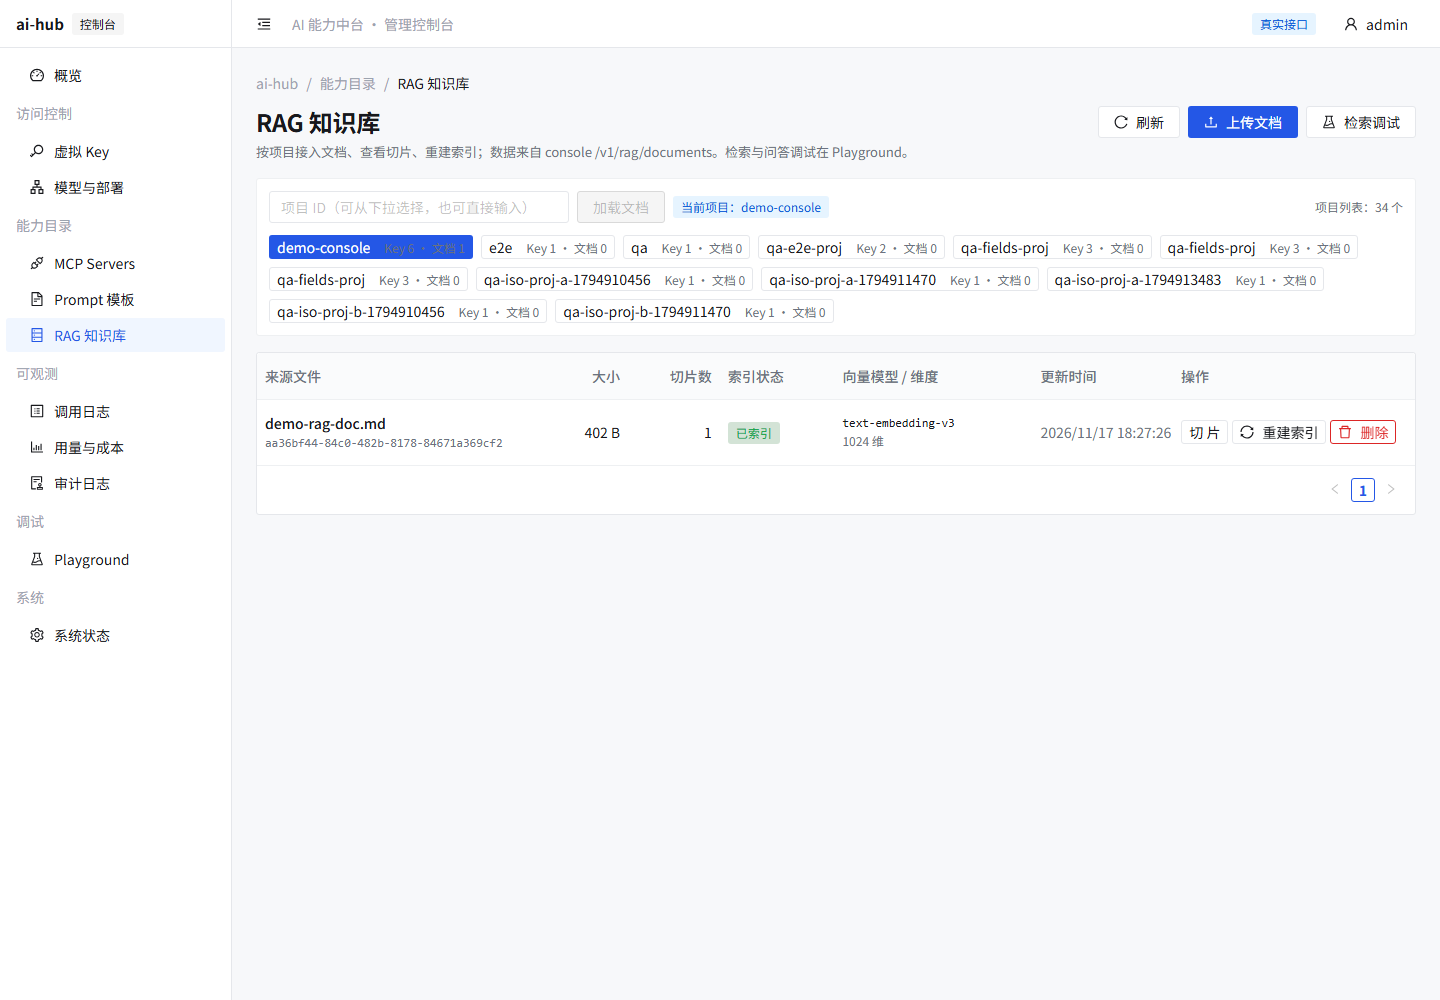 ai-hub 控制台
AI 能力中台 · 管理控制台
真实接口
admin
概览
访问控制
虚拟 Key
模型与部署
能力目录
MCP Servers
Prompt 模板
RAG 知识库
可观测
调用日志
用量与成本
审计日志
调试
Playground
系统
系统状态
ai-hub / 能力目录 / RAG 知识库
RAG 知识库
刷新
上传文档
检索调试
按项目接入文档、查看切片、重建索引；数据来自 console /v1/rag/documents。检索与问答调试在 Playground。
项目 ID（可从下拉选择，也可直接输入）
加载文档
当前项目：demo-console
项目列表：34 个
demo-console Key 6 · 文档 1
e2e Key 1 · 文档 0
qa Key 1 · 文档 0
qa-e2e-proj Key 2 · 文档 0
qa-fields-proj Key 3 · 文档 0
qa-fields-proj Key 3 · 文档 0
qa-fields-proj Key 3 · 文档 0
qa-iso-proj-a-1794910456 Key 1 · 文档 0
qa-iso-proj-a-1794911470 Key 1 · 文档 0
qa-iso-proj-a-1794913483 Key 1 · 文档 0
qa-iso-proj-b-1794910456 Key 1 · 文档 0
qa-iso-proj-b-1794911470 Key 1 · 文档 0
来源文件 大小 切片数 索引状态 向量模型 / 维度 更新时间 操作
demo-rag-doc.md
aa36bf44-84c0-482b-8178-84671a369cf2
402 B
1
已索引
text-embedding-v3
1024 维
2026/11/17 18:27:26
切 片
重建索引
删除
1